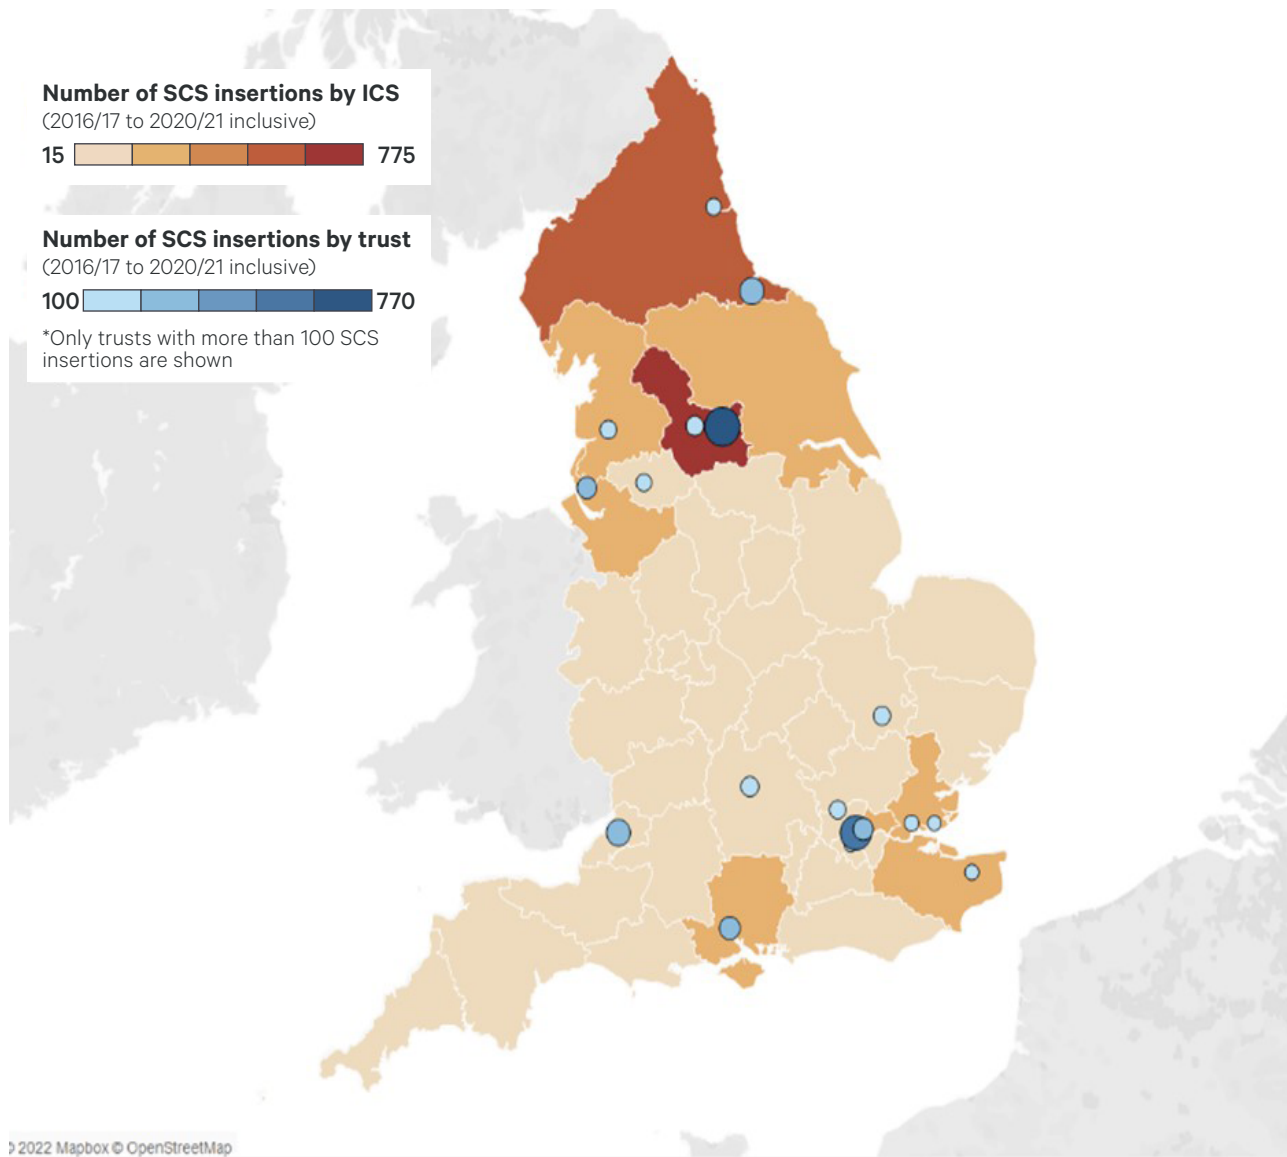 Number of SCS insertions by ICS
(2016/17 to 2020/21 inclusive)
15 775
Number of SCS insertions by trust
(2016/17 to 2020/21 inclusive)
100 770
*Only trusts with more than 100 SCS
insertions are shown
© 2022 Mapbox © OpenStreetMap